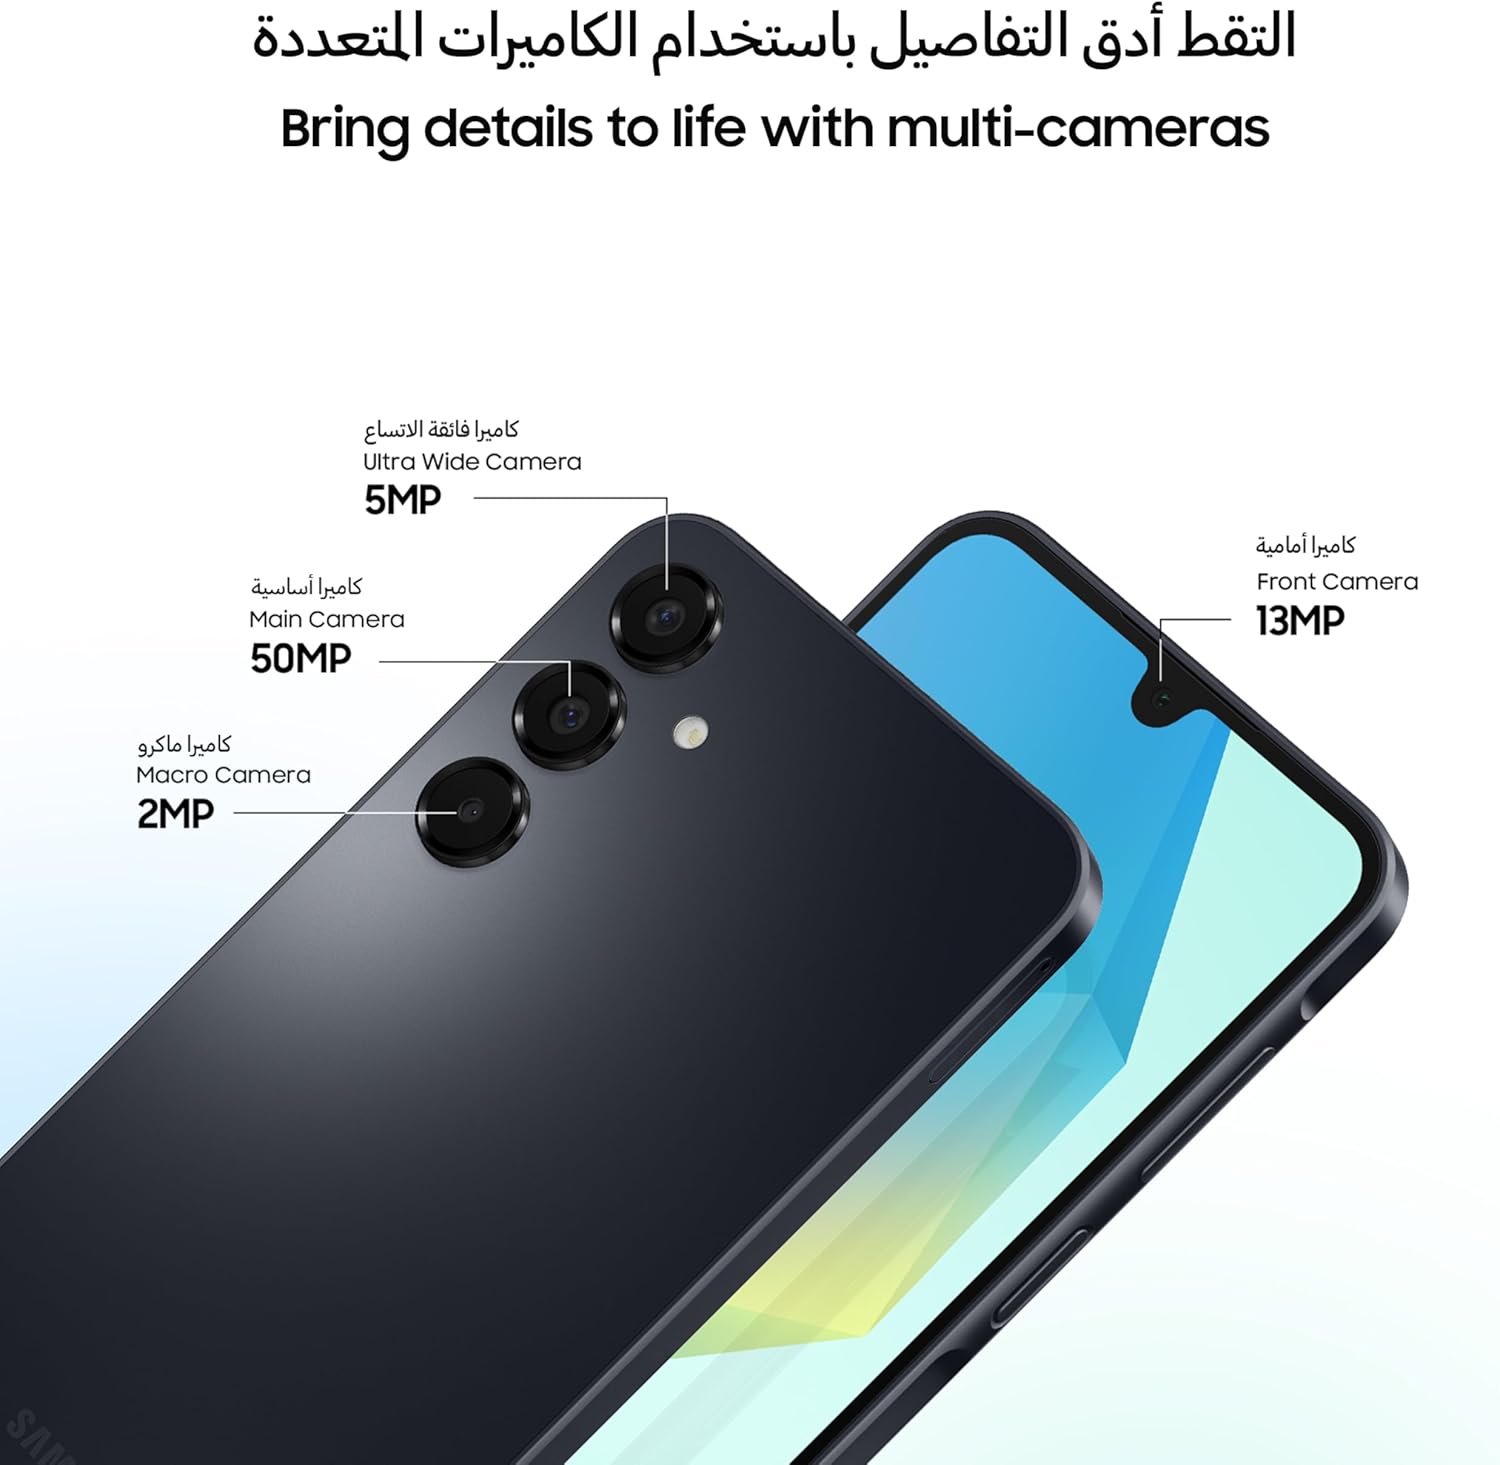 التقط أدق التفاصيل باستخدام الكاميرات المتعددة
Bring details to life with multi-cameras
كاميرا فائقة الاتساع
Ultra Wide Camera
5MP
كاميرا أساسية
Main Camera
50MP
كاميرا ماكرو
Macro Camera
2MP
كاميرا أمامية
Front Camera
13MP
SAM